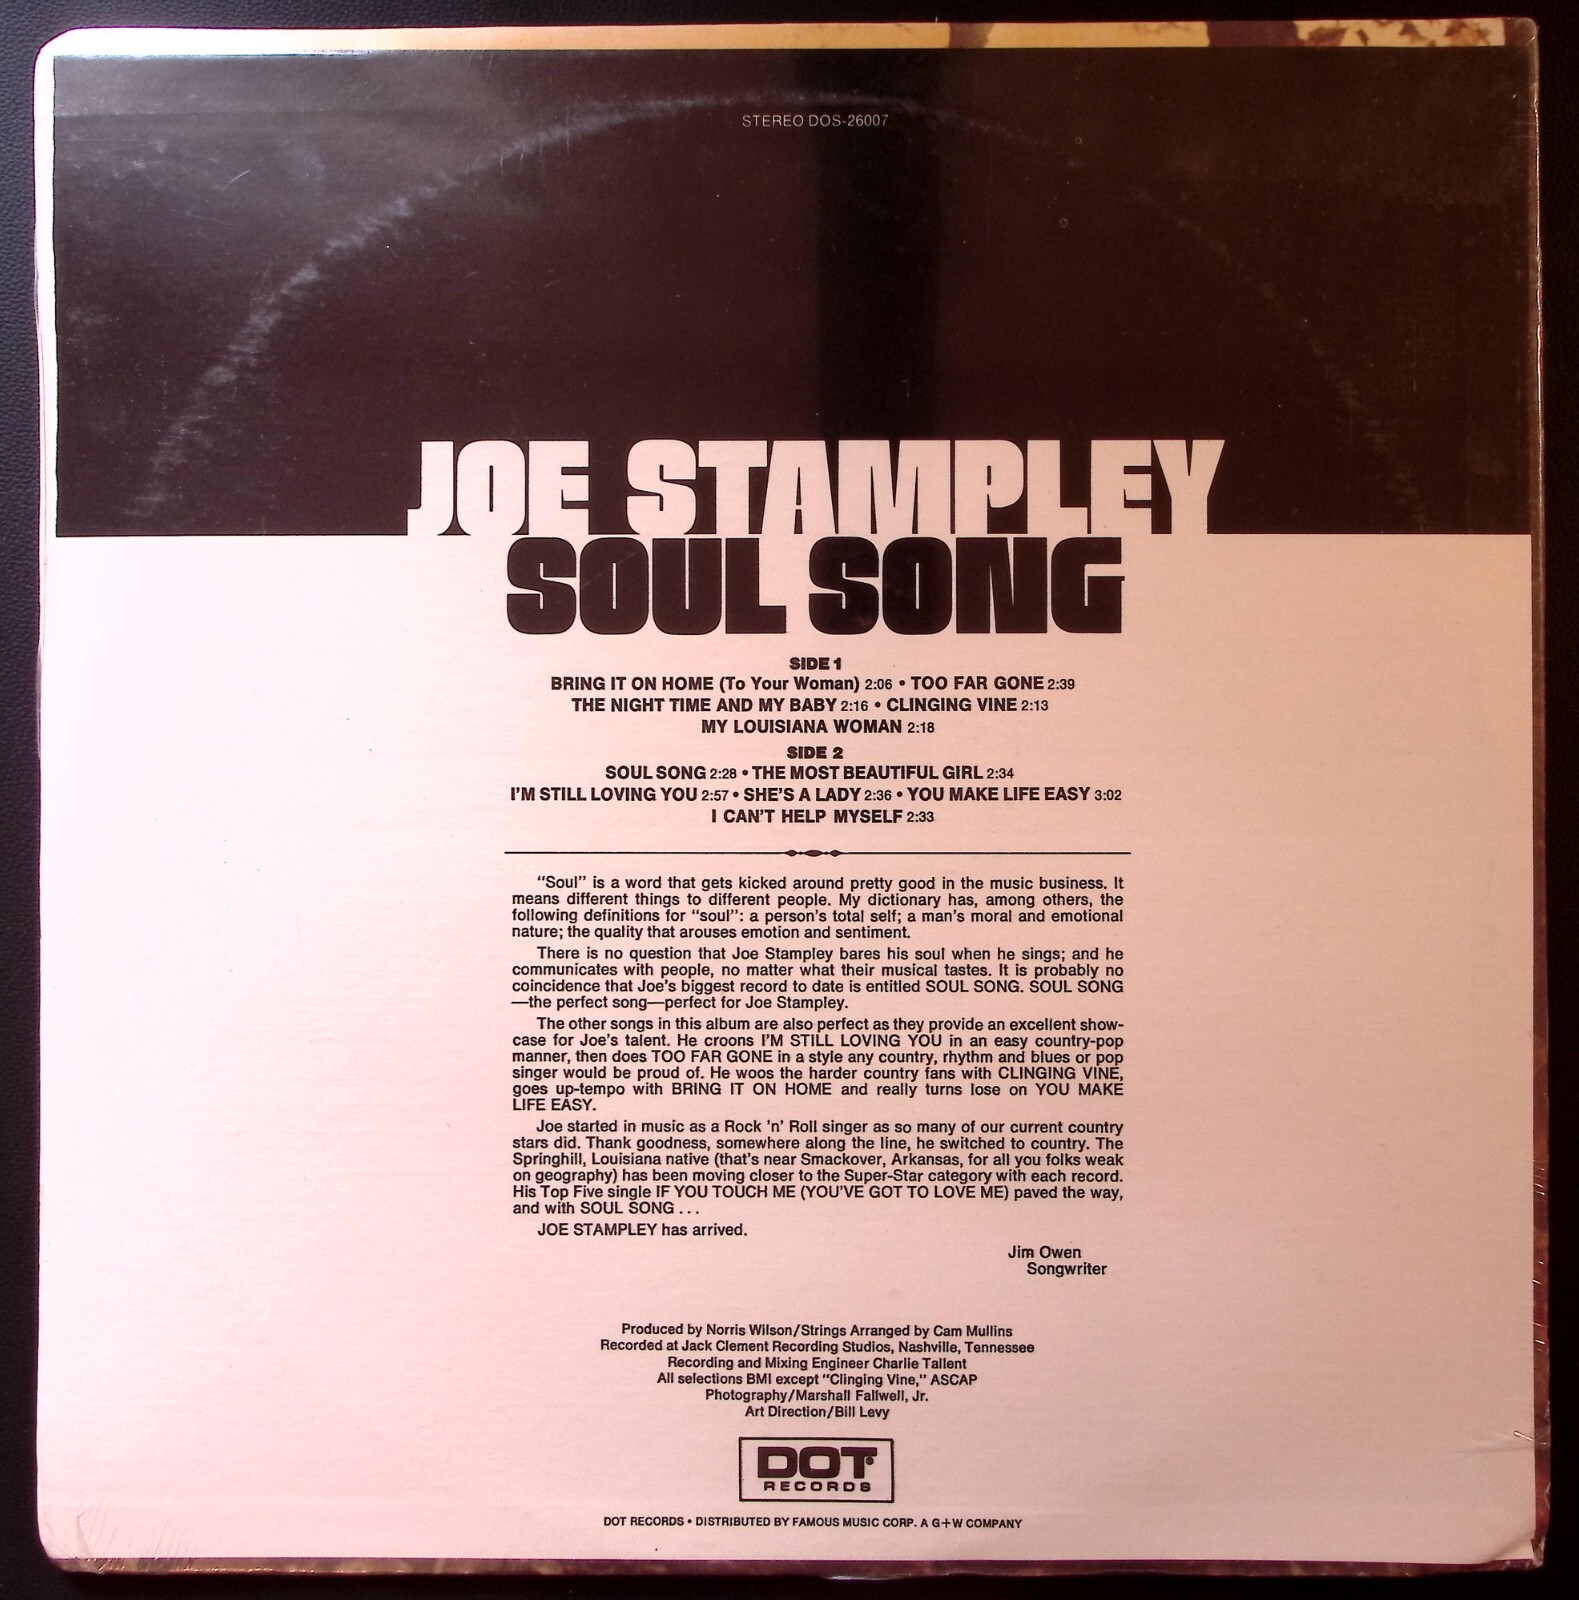 STEREO DOS-26007
JOE STAMPLEY
SOUL SONG
SIDE 1
BRING IT ON HOME (To Your Woman) 2:06 • TOO FAR GONE 2:39
THE NIGHT TIME AND MY BABY 2:16 • CLINGING VINE 2:13
MY LOUISIANA WOMAN 2:18
SIDE 2
SOUL SONG 2:28 • THE MOST BEAUTIFUL GIRL 2:34
I'M STILL LOVING YOU 2:57 • SHE'S A LADY 2:36 • YOU MAKE LIFE EASY 3:02
I CAN'T HELP MYSELF 2:33
"Soul" is a word that gets kicked around pretty good in the music business. It
means different things to different people. My dictionary has, among others, the
following definitions for "soul": a person's total self; a man's moral and emotional
nature; the quality that arouses emotion and sentiment.
There is no question that Joe Stampley bares his soul when he sings; and he
communicates with people, no matter what their musical tastes. It is probably no
coincidence that Joe's biggest record to date is entitled SOUL SONG. SOUL SONG
—the perfect song—perfect for Joe Stampley.
The other songs in this album are also perfect as they provide an excellent show-
case for Joe's talent. He croons I'M STILL LOVING YOU in an easy country-pop
manner, then does TOO FAR GONE in a style any country, rhythm and blues or pop
singer would be proud of. He woos the harder country fans with CLINGING VINE,
goes up-tempo with BRING IT ON HOME and really turns lose on YOU MAKE
LIFE EASY.
Joe started in music as a Rock 'n' Roll singer as so many of our current country
stars did. Thank goodness, somewhere along the line, he switched to country. The
Springhill, Louisiana native (that's near Smackover, Arkansas, for all you folks weak
on geography) has been moving closer to the Super-Star category with each record.
His Top Five single IF YOU TOUCH ME (YOU'VE GOT TO LOVE ME) paved the way,
and with SOUL SONG . . .
JOE STAMPLEY has arrived.
Jim Owen
Songwriter
Produced by Norris Wilson/Strings Arranged by Cam Mullins
Recorded at Jack Clement Recording Studios, Nashville, Tennessee
Recording and Mixing Engineer Charlie Tallent
All selections BMI except "Clinging Vine," ASCAP
Photography/Marshall Fallwell, Jr.
Art Direction/Bill Levy
DOT®
RECORDS
DOT RECORDS • DISTRIBUTED BY FAMOUS MUSIC CORP. A G+W COMPANY